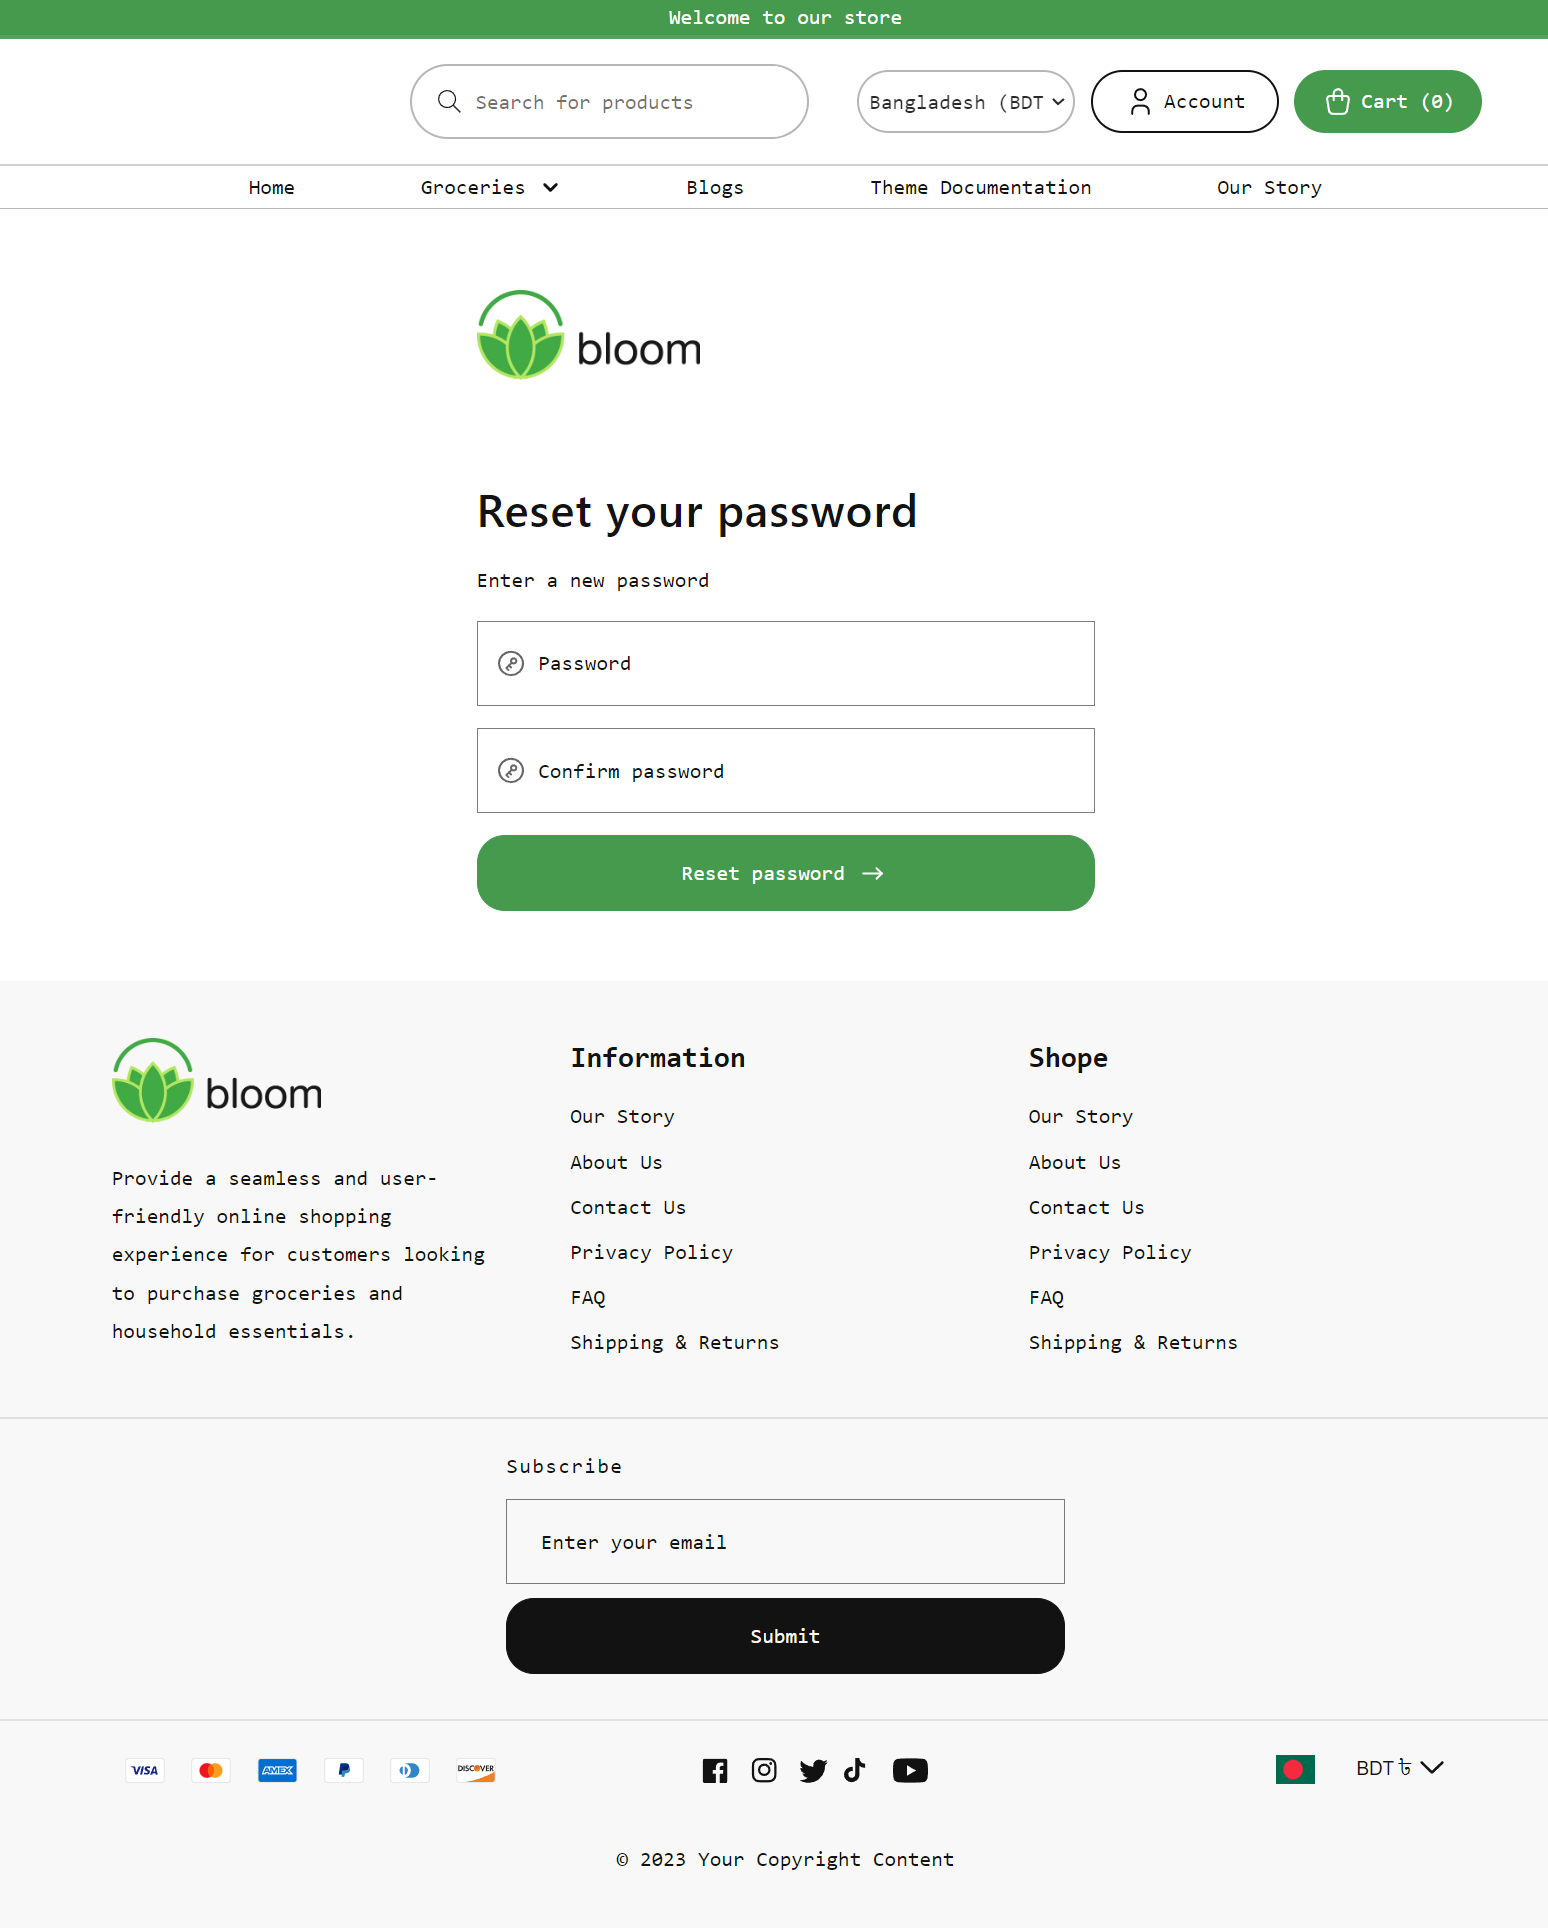 Welcome to our store
Search for products
Bangladesh (BDT
Account
Cart (0)
Home
Groceries
Blogs
Theme Documentation
Our Story
bloom
Reset your password
Enter a new password
Password
Confirm password
Reset password
bloom
Provide a seamless and user-
friendly online shopping
experience for customers looking
to purchase groceries and
household essentials.
Information
Our Story
About Us
Contact Us
Privacy Policy
FAQ
Shipping & Returns
Shope
Our Story
About Us
Contact Us
Privacy Policy
FAQ
Shipping & Returns
Subscribe
Enter your email
Submit
VISA
AMEX
DISCOVER
BDT ৳
© 2023 Your Copyright Content